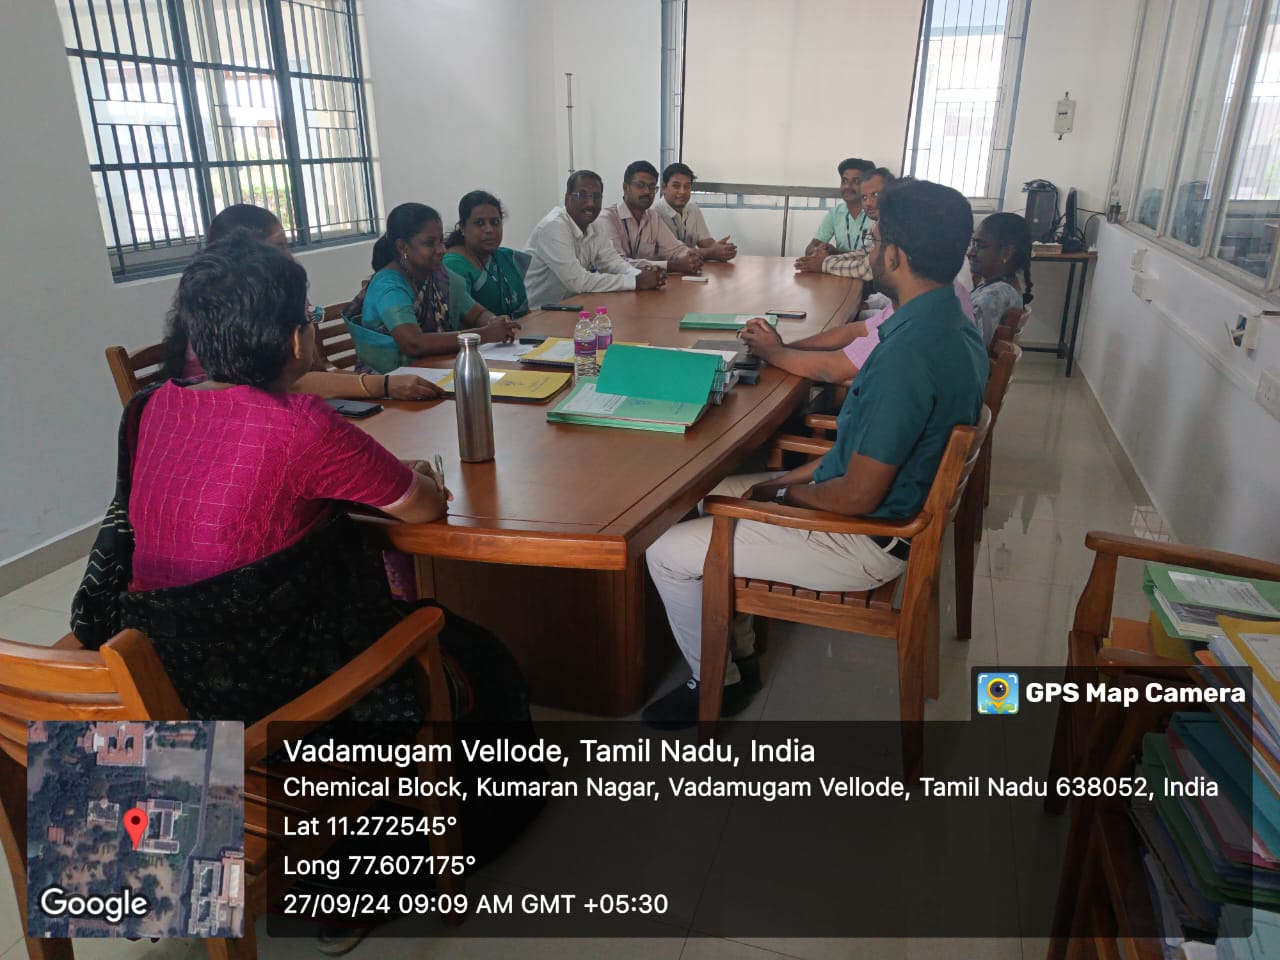 GPS Map Camera
Vadamugam Vellode, Tamil Nadu, India
Chemical Block, Kumaran Nagar, Vadamugam Vellode, Tamil Nadu 638052, India
Lat 11.272545°
Long 77.607175°
27/09/24 09:09 AM GMT +05:30
Google